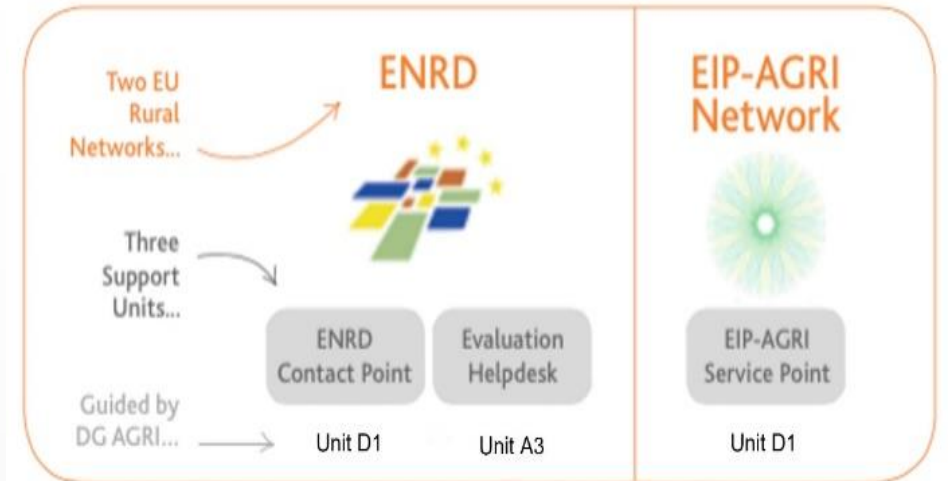 Two EU
Rural
Networks...
ENRD
EIP-AGRI
Network
Three
Support
Units...
ENRD
Contact Point
Evaluation
Helpdesk
EIP-AGRI
Service Point
Guided by
DG AGRI...
Unit D1
Unit A3
Unit D1